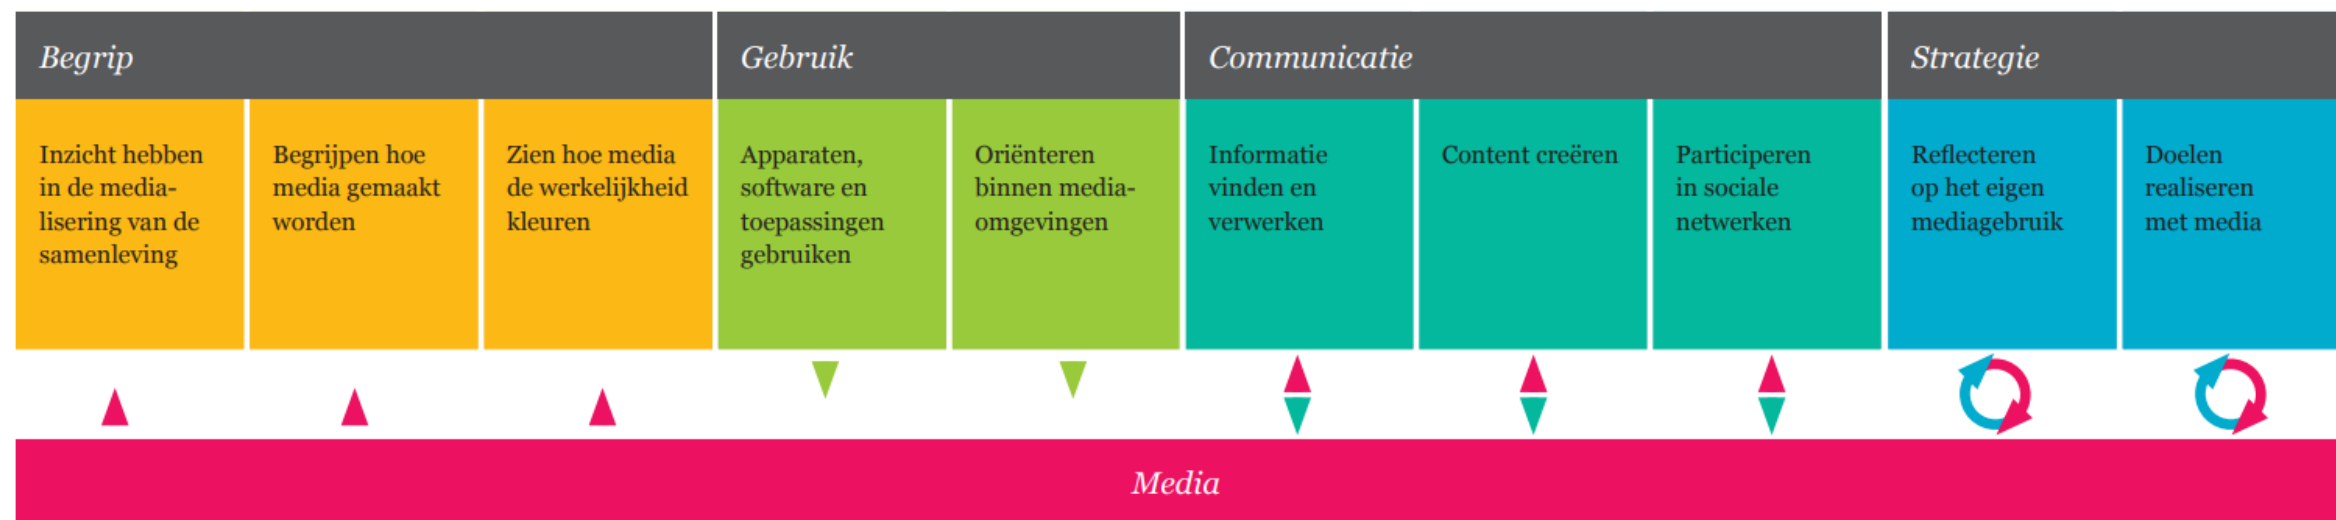 Begrip
Gebruik
Communicatie
Strategie
Inzicht hebben
in de media-
lisering van de
samenleving
Begrijpen hoe
media gemaakt
worden
Zien hoe media
de werkelijkheid
kleuren
Apparaten,
software en
toepassingen
gebruiken
Oriënteren
binnen media-
omgevingen
Informatie
vinden en
verwerken
Content creëren
Participeren
in sociale
netwerken
Reflecteren
op het eigen
mediagebruik
Doelen
realiseren
met media
Media